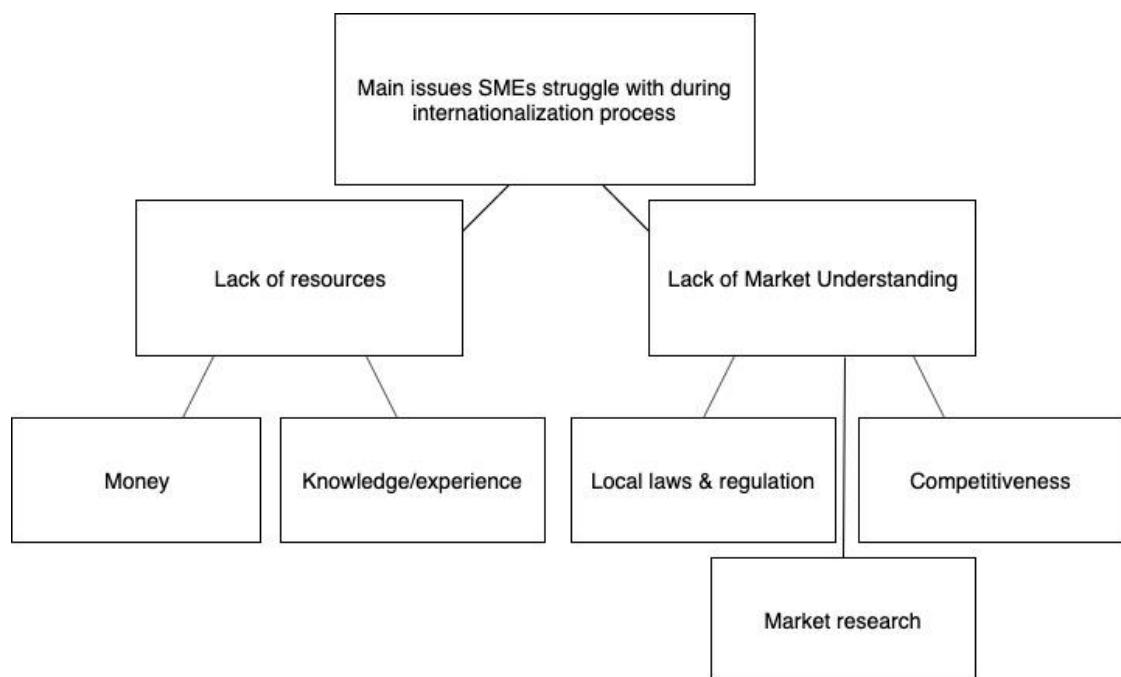 Main issues SMEs struggle with during
internationalization process
Lack of resources
Lack of Market Understanding
Money
Knowledge/experience
Local laws & regulation
Competitiveness
Market research